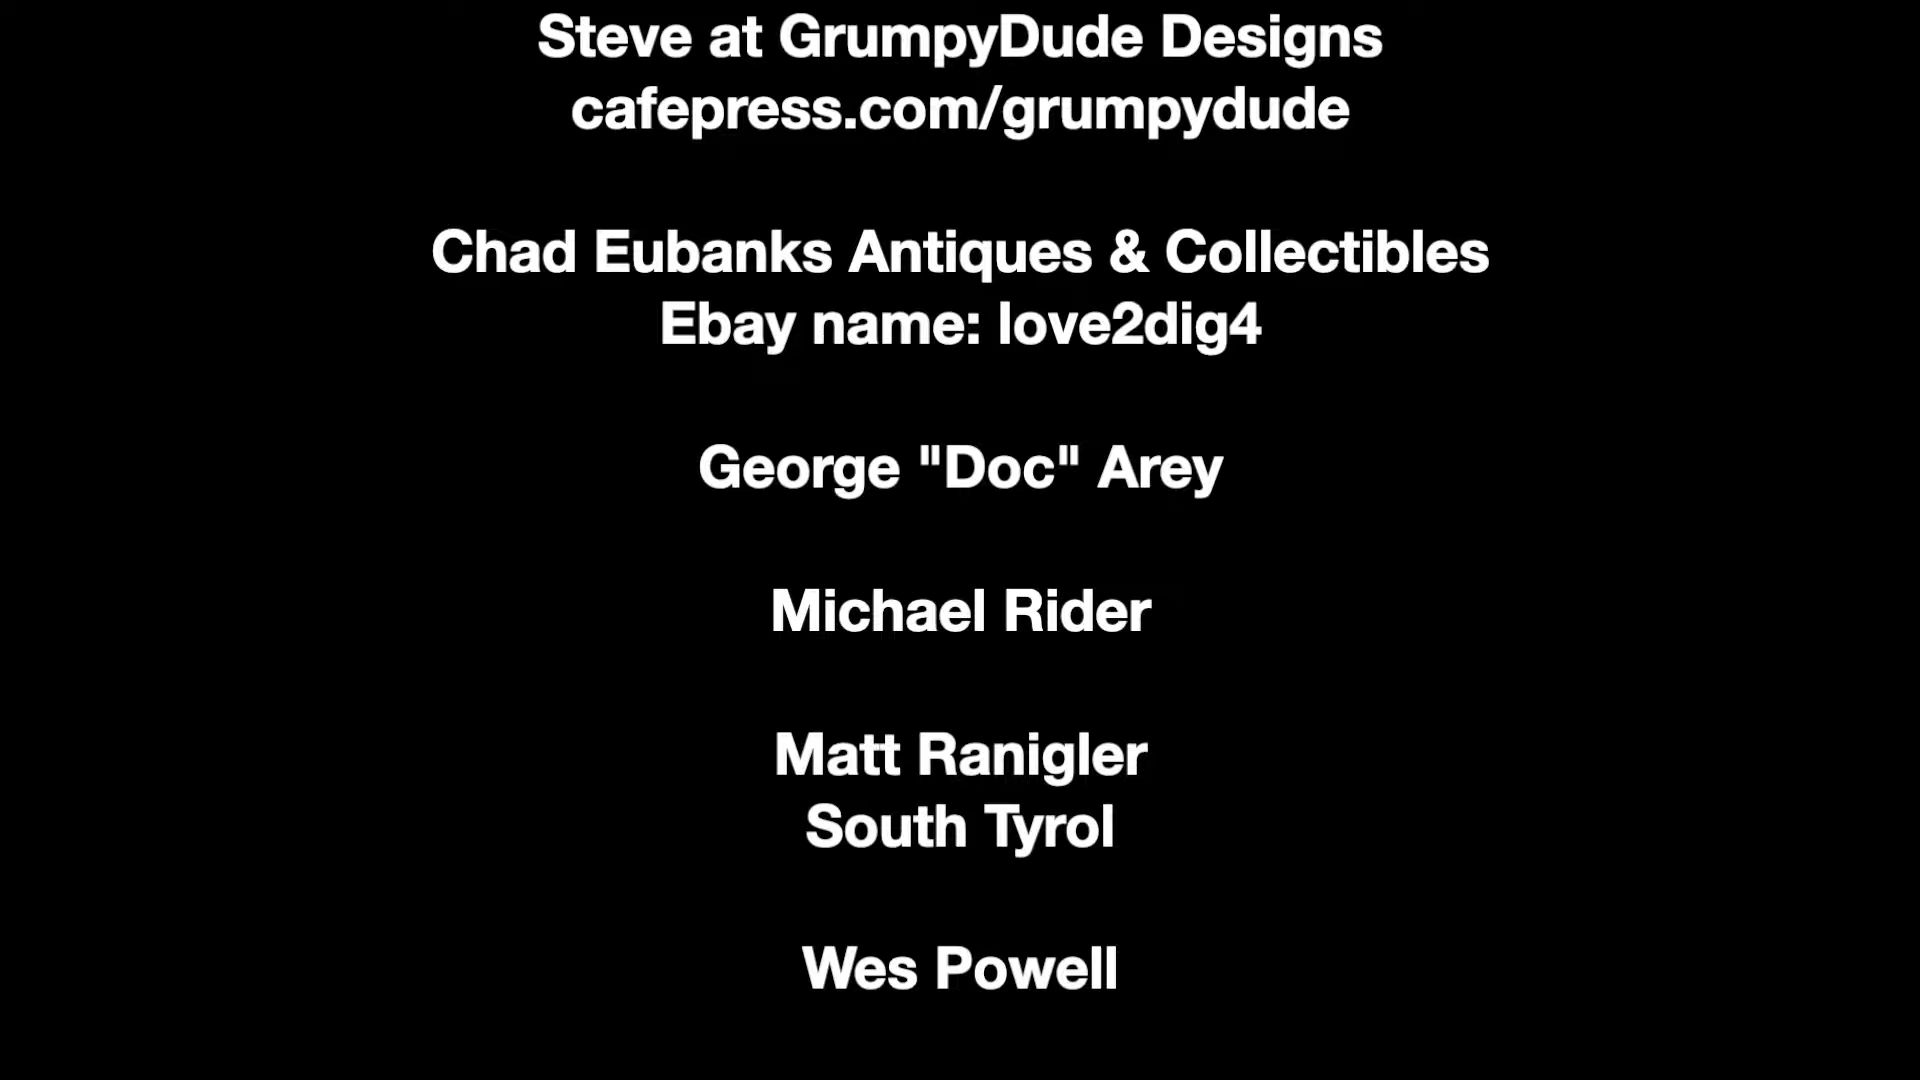 Steve at GrumpyDude Designs
cafepress.com/grumpydude
Chad Eubanks Antiques & Collectibles
Ebay name: love2dig4
George "Doc" Arey
Michael Rider
Matt Ranigler
South Tyrol
Wes Powell